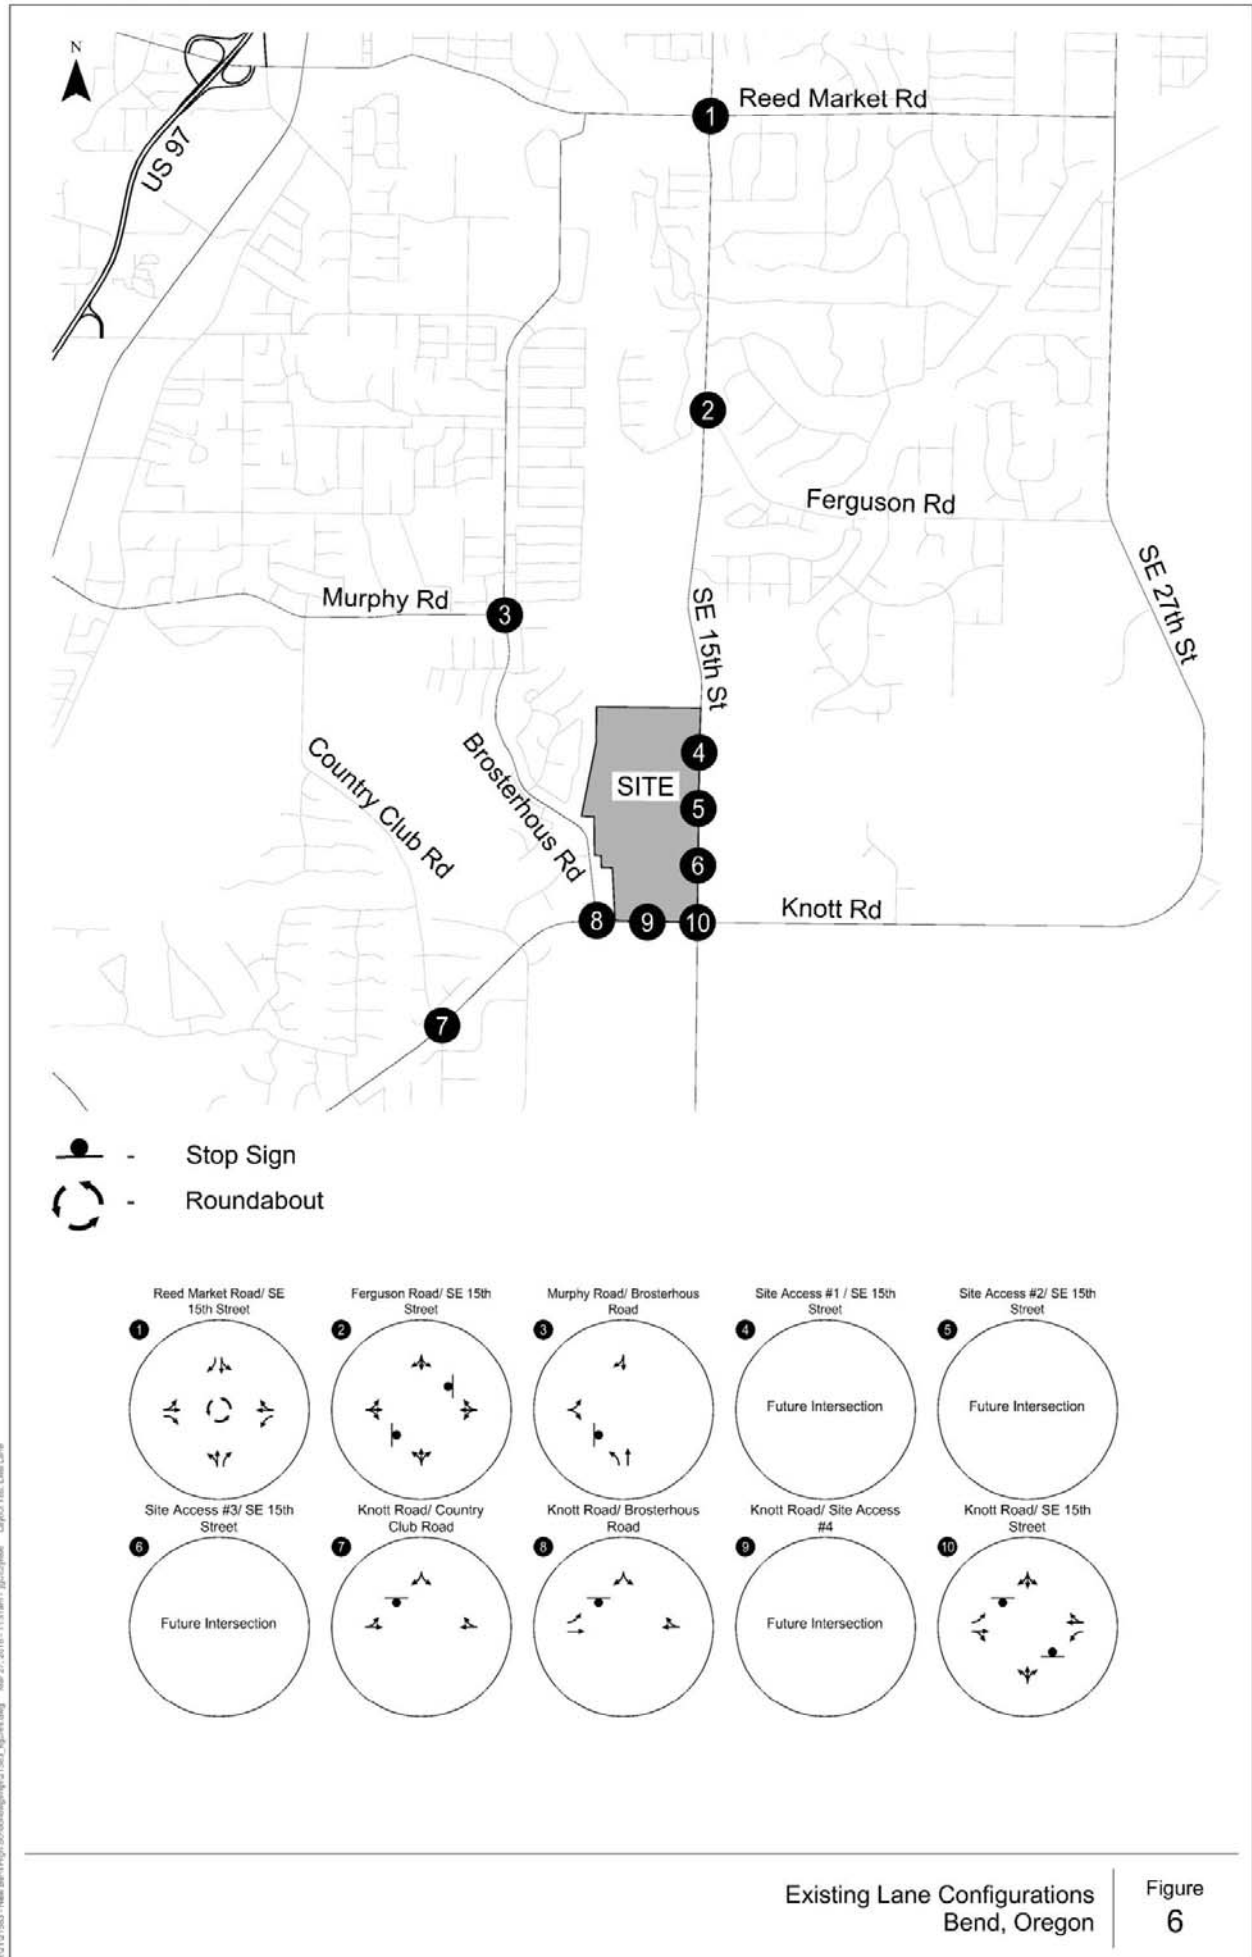 N
US 97
1
Reed Market Rd
2
Ferguson Rd
SE 27th St
Murphy Rd
3
SE 15th St
Country Club Rd
Brosterhous Rd
SITE
4
5
6
Knott Rd
8
9
10
7
- Stop Sign
- Roundabout
Reed Market Road/ SE
15th Street
1
Ferguson Road/ SE 15th
Street
2
Murphy Road/ Brosterhous
Road
3
Site Access #1 / SE 15th
Street
4
Future Intersection
Site Access #2/ SE 15th
Street
5
Future Intersection
Site Access #3/ SE 15th
Street
6
Future Intersection
Knott Road/ Country
Club Road
7
Knott Road/ Brosterhous
Road
8
Knott Road/ Site Access
#4
9
Future Intersection
Knott Road/ SE 15th
Street
10
Existing Lane Configurations
Bend, Oregon
Figure
6